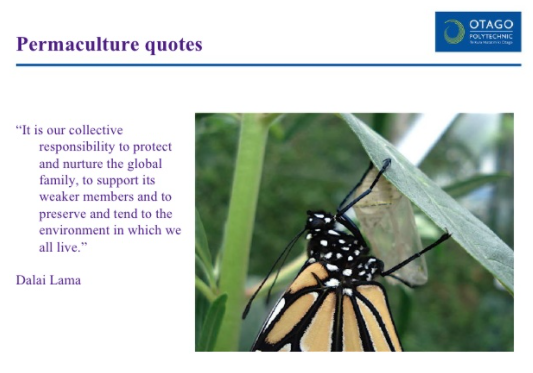 Permaculture quotes
OTAGO
POLYTECHNIC
“It is our collective
responsibility to protect
and nurture the global
family, to support its
weaker members and to
preserve and tend to the
environment in which we
all live.”
Dalai Lama